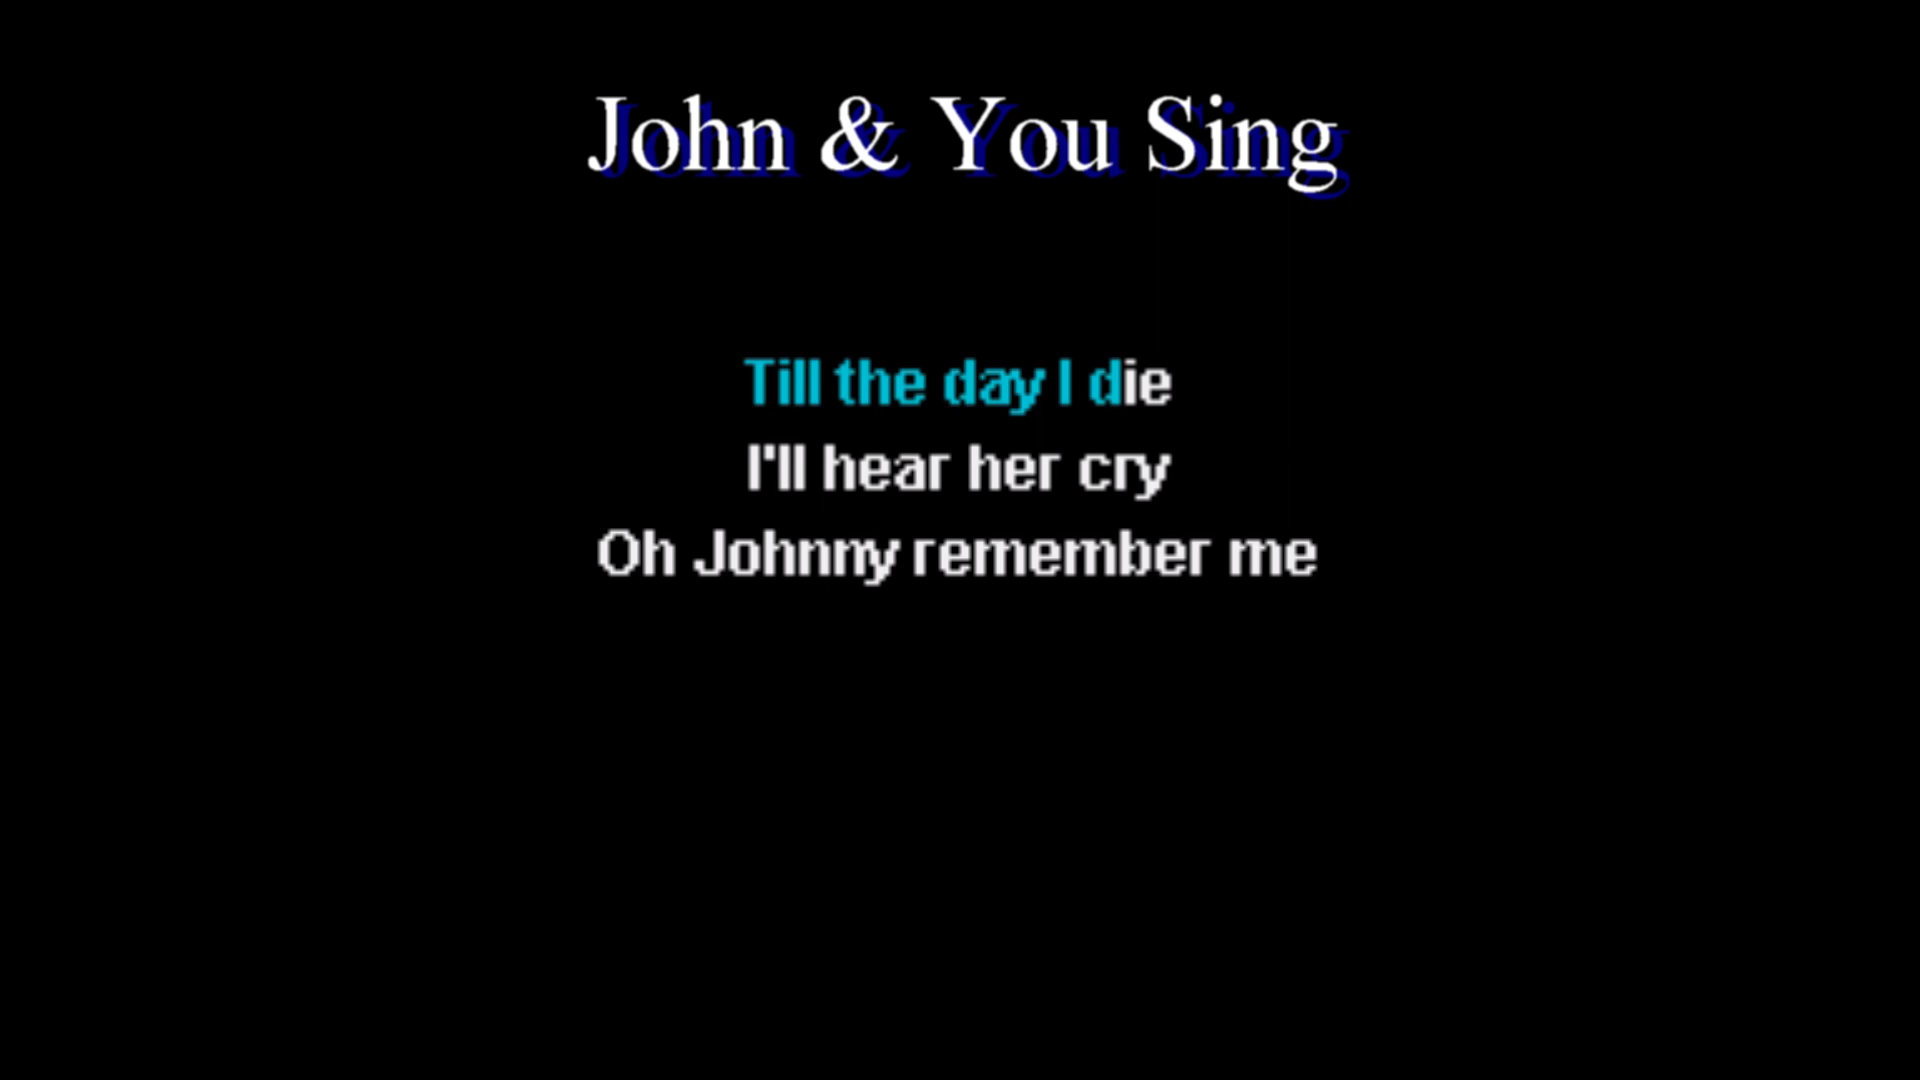 John & You Sing
Till the day I die
I'll hear her cry
Oh Johnny remember me